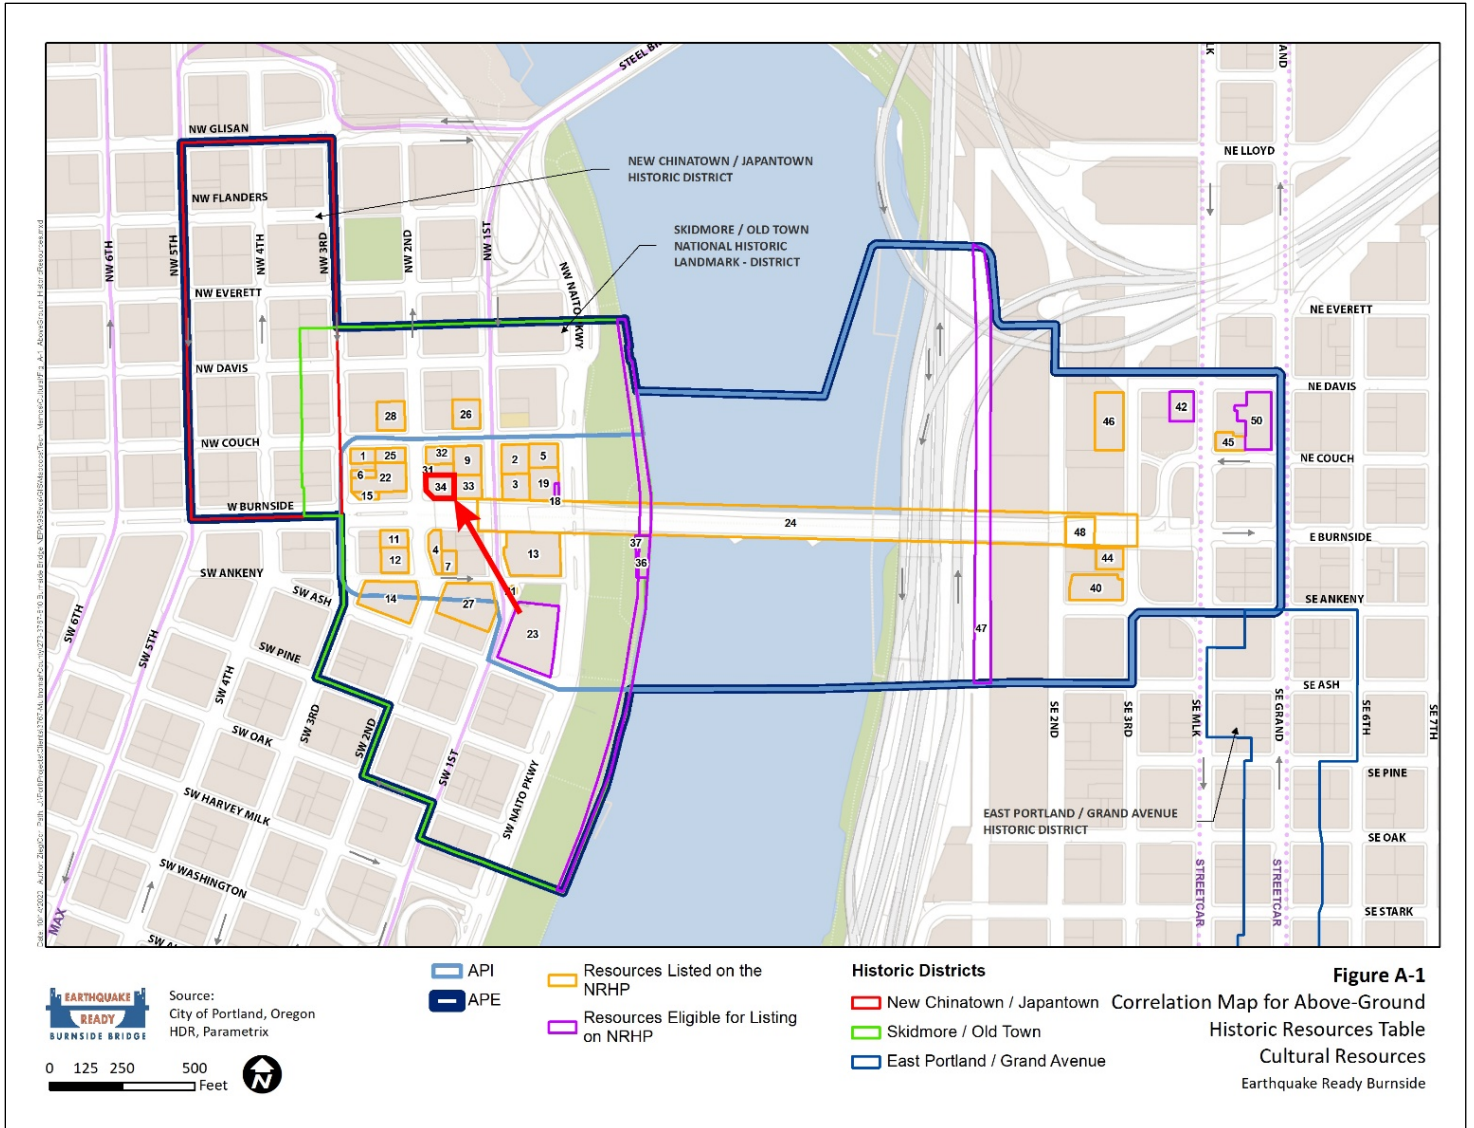 STEEL BR
NW GLISAN
NEW CHINATOWN / JAPANTOWN
HISTORIC DISTRICT
NE LLOYD
NW FLANDERS
SKIDMORE / OLD TOWN
NATIONAL HISTORIC
LANDMARK - DISTRICT
NW 6TH
NW 5TH
NW 4TH
NW 3RD
NW 2ND
NW 1ST
NW NAITO PKWY
NW EVERETT
NE EVERETT
NW DAVIS
NE DAVIS
28
26
46
42
50
45
NW COUCH
NE COUCH
1
25
32
9
2
5
6
22
31
34
33
3
19
15
18
W BURNSIDE
24
48
E BURNSIDE
11
12
4
7
13
37
36
44
40
SW ANKENY
SE ANKENY
SW ASH
14
27
21
23
47
SW 6TH
SW 5TH
SW PINE
SW 4TH
SW 3RD
SW 2ND
SW 1ST
SW OAK
SE ASH
SE 2ND
SE 3RD
SE MLK
SE GRAND
SE 6TH
SE 7TH
SE PINE
SW HARVEY MILK
SW NAITO PKWY
EAST PORTLAND / GRAND AVENUE
HISTORIC DISTRICT
SE OAK
SW WASHINGTON
STREETCAR
STREETCAR
SE STARK
MAX
API
APE
Resources Listed on the
NRHP
Resources Eligible for Listing
on NRHP
Historic Districts
New Chinatown / Japantown
Skidmore / Old Town
East Portland / Grand Avenue
Figure A-1
Correlation Map for Above-Ground
Historic Resources Table
Cultural Resources
Earthquake Ready Burnside
EARTHQUAKE
READY
BURNSIDE BRIDGE
Source:
City of Portland, Oregon
HDR, Parametrix
0 125 250 500
Feet
N